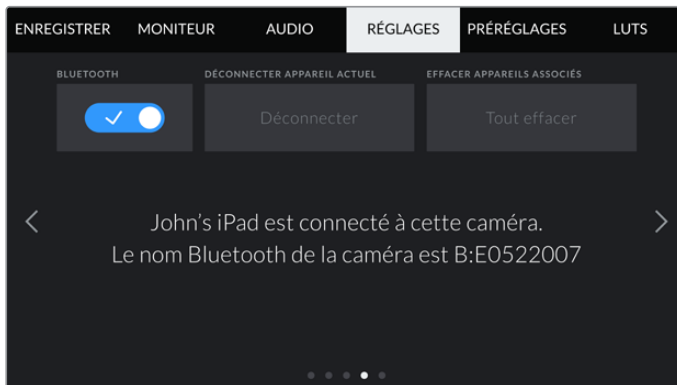 ENREGISTRER MONITEUR AUDIO RÉGLAGES PRÉRÉGLAGES LUTS
BLUETOOTH DÉCONNECTER APPAREIL ACTUEL EFFACER APPAREILS ASSOCIÉS
Déconnecter Tout effacer
John's iPad est connecté à cette caméra.
Le nom Bluetooth de la caméra est B:E0522007